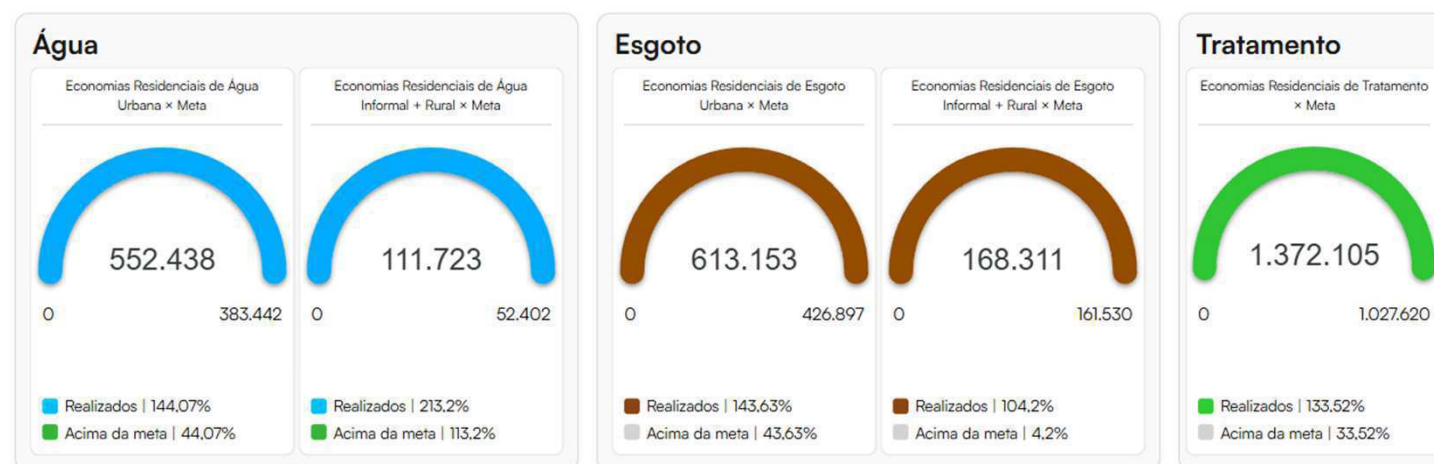 Água
Economias Residenciais de Água
Urbana × Meta
552.438
0
383.442
Realizados | 144,07%
Acima da meta | 44,07%
Economias Residenciais de Água
Informal + Rural × Meta
111.723
0
52.402
Realizados | 213,2%
Acima da meta | 113,2%
Esgoto
Economias Residenciais de Esgoto
Urbana × Meta
613.153
0
426.897
Realizados | 143,63%
Acima da meta | 43,63%
Economias Residenciais de Esgoto
Informal + Rural × Meta
168.311
0
161.530
Realizados | 104,2%
Acima da meta | 4,2%
Tratamento
Economias Residenciais de Tratamento
× Meta
1.372.105
0
1.027.620
Realizados | 133,52%
Acima da meta | 33,52%